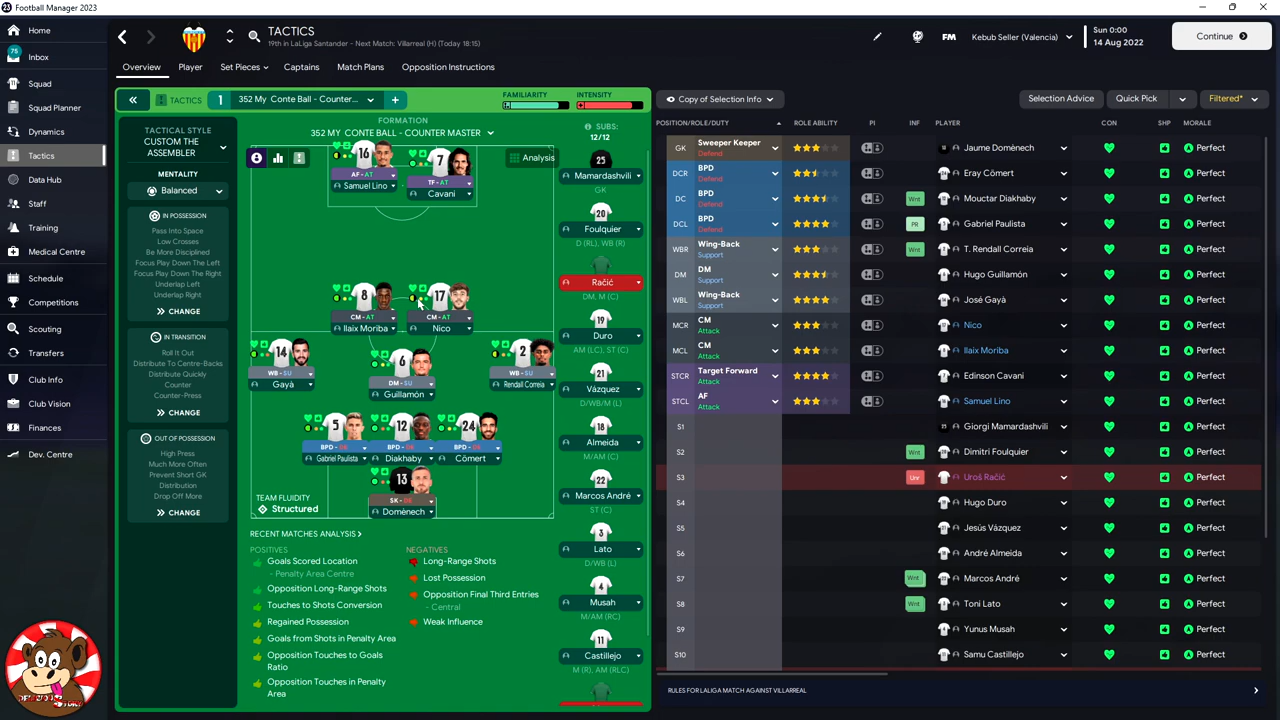 Football Manager 2023
TACTICS
19th in LaLiga Santander - Next Match: Villarreal (H) (Today 18:15)
FM
Kebub Seller (Valencia)
Sun 0:00
14 Aug 2022
Continue
Home
75
Inbox
Squad
Squad Planner
Dynamics
Tactics
Data Hub
Staff
Training
Medical Centre
Schedule
Competitions
Scouting
Transfers
Club Info
Club Vision
Finances
Dev. Centre
Overview
Player
Set Pieces
Captains
Match Plans
Opposition Instructions
TACTICS
1
352 My Conte Ball - Counter...
FAMILIARITY
INTENSITY
TACTICAL STYLE
CUSTOM THE
ASSEMBLER
MENTALITY
Balanced
IN POSSESSION
Pass Into Space
Low Crosses
Be More Disciplined
Focus Play Down The Left
Focus Play Down The Right
Underlap Left
Underlap Right
CHANGE
IN TRANSITION
Roll It Out
Distribute To Centre-Backs
Distribute Quickly
Counter
Counter-Press
CHANGE
OUT OF POSSESSION
High Press
Much More Often
Prevent Short GK
Distribution
Drop Off More
CHANGE
FORMATION
352 MY CONTE BALL - COUNTER MASTER
Analysis
16
AF - AT
Samuel Lino
7
TF - AT
Cavani
8
CM - AT
Ilaix Moriba
17
CM - AT
Nico
14
WB - SU
Gayà
6
DM - SU
Guillamón
2
WB - SU
Rendall Correia
5
BPD - DE
Gabriel Paulista
12
BPD - DE
Diakhaby
24
BPD - DE
Cömert
13
SK - DE
Domènech
TEAM FLUIDITY
Structured
RECENT MATCHES ANALYSIS
POSITIVES
Goals Scored Location
- Penalty Area Centre
Opposition Long-Range Shots
Touches to Shots Conversion
Regained Possession
Goals from Shots in Penalty Area
Opposition Touches to Goals
Ratio
Opposition Touches in Penalty
Area
NEGATIVES
Long-Range Shots
Lost Possession
Opposition Final Third Entries
- Central
Weak Influence
SUBS:
12/12
25
Mamardashvili
GK
20
Foulquier
D (RL), WB (R)
Račić
DM, M (C)
19
Duro
AM (LC), ST (C)
21
Vázquez
D/WB/M (L)
18
Almeida
M/AM (C)
22
Marcos André
ST (C)
3
Lato
D/WB (L)
4
Musah
M/AM (RC)
11
Castillejo
M (R), AM (RLC)
Copy of Selection Info
Selection Advice
Quick Pick
Filtered*
POSITION/ROLE/DUTY
ROLE ABILITY
PI
INF
PLAYER
CON
SHP
MORALE
GK Sweeper Keeper Defend Jaume Domènech Perfect
DCR BPD Defend Eray Cömert Perfect
DC BPD Defend Wnt Mouctar Diakhaby Perfect
DCL BPD Defend PR Gabriel Paulista Perfect
WBR Wing-Back Support Wnt T. Rendall Correia Perfect
DM DM Support Hugo Guillamón Perfect
WBL Wing-Back Support José Gayà Perfect
MCR CM Attack Nico Perfect
MCL CM Attack Ilaix Moriba Perfect
STCR Target Forward Attack Edinson Cavani Perfect
STCL AF Attack Samuel Lino Perfect
S1 Giorgi Mamardashvili Perfect
S2 Wnt Dimitri Foulquier Perfect
S3 Unr Uroš Račić Perfect
S4 Hugo Duro Perfect
S5 Jesús Vázquez Perfect
S6 André Almeida Perfect
S7 Wnt Marcos André Perfect
S8 Wnt Toni Lato Perfect
S9 Yunus Musah Perfect
S10 Samu Castillejo Perfect
RULES FOR LALIGA MATCH AGAINST VILLARREAL